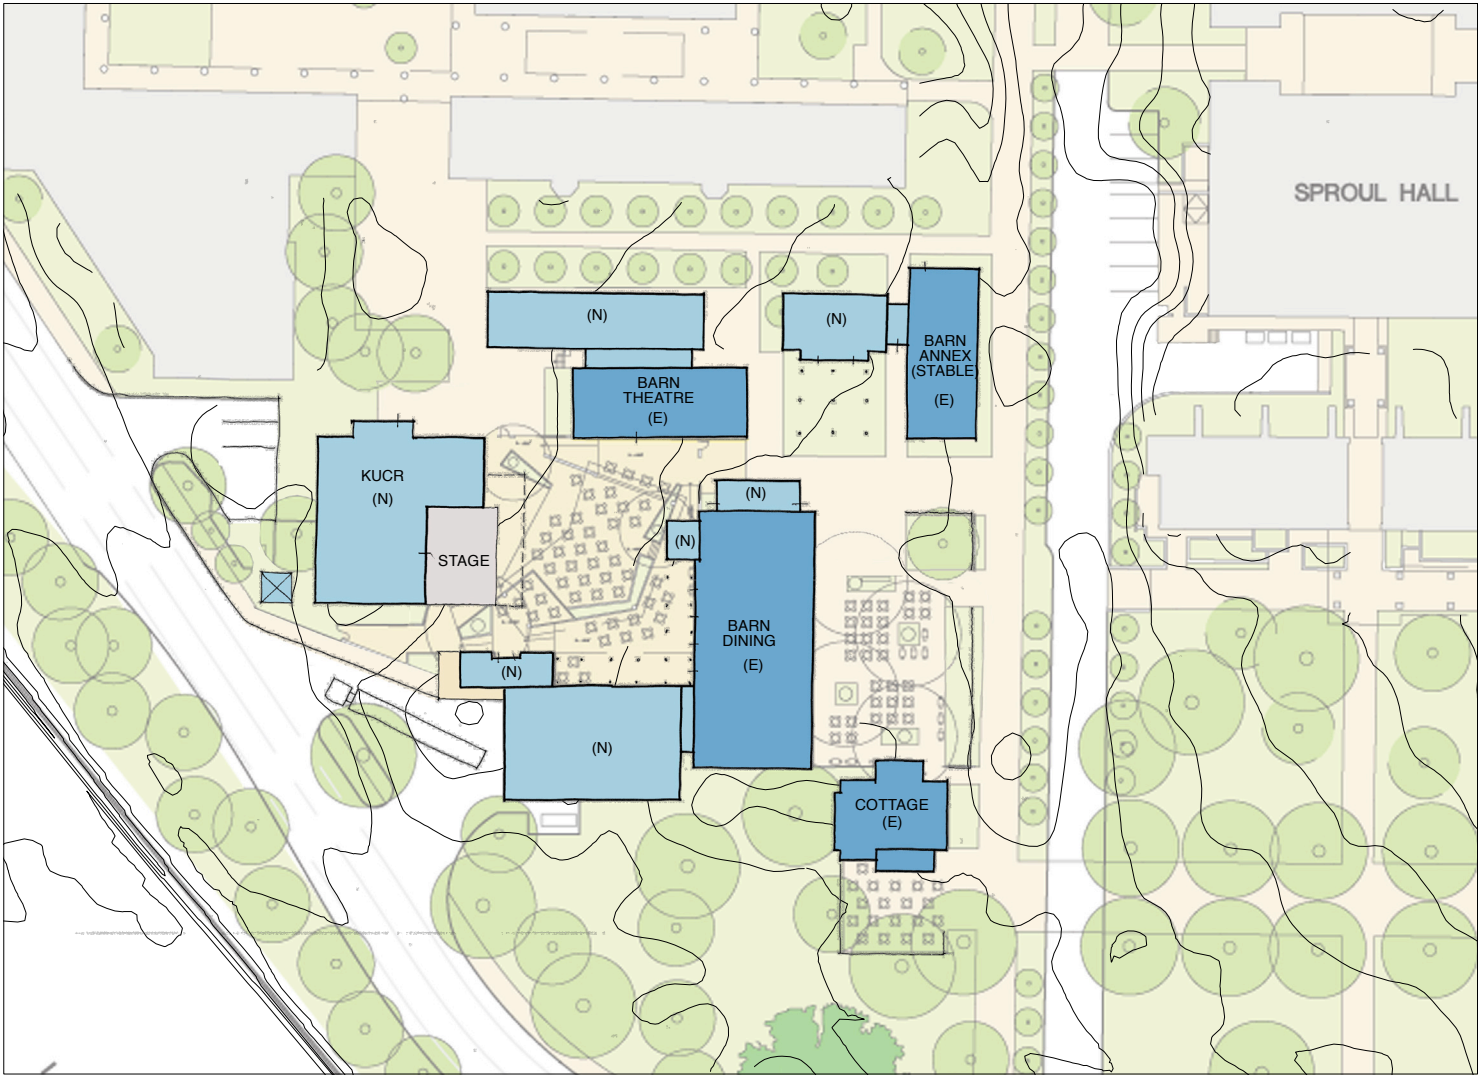 SPROUL HALL
(N)
(N)
BARN
ANNEX
(STABLE)
(E)
BARN
THEATRE
(E)
KUCR
(N)
(N)
(N)
STAGE
BARN
DINING
(E)
(N)
(N)
COTTAGE
(E)